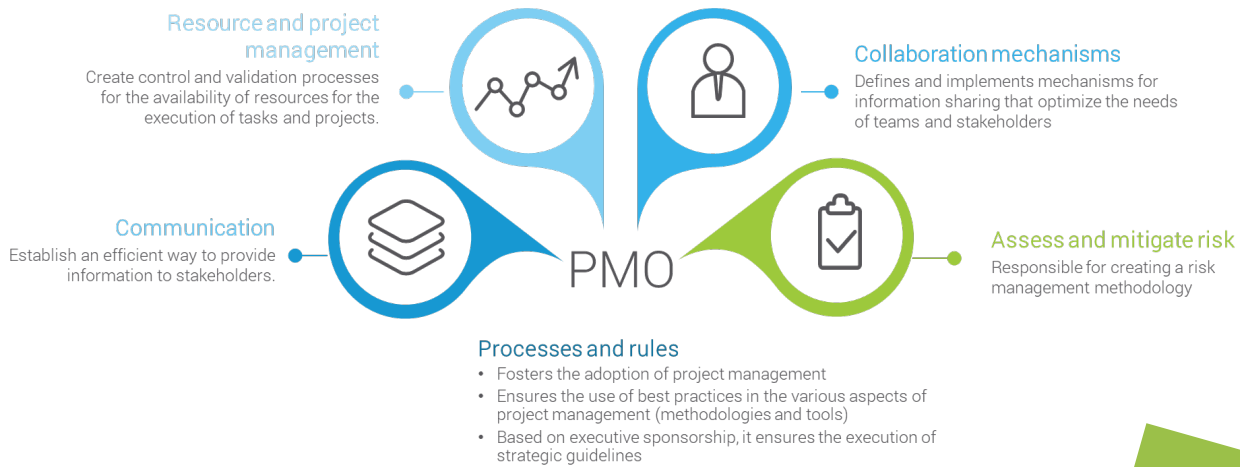 Resource and project
management
Create control and validation processes
for the availability of resources for the
execution of tasks and projects.
Collaboration mechanisms
Defines and implements mechanisms for
information sharing that optimize the needs
of teams and stakeholders
Communication
Establish an efficient way to provide
information to stakeholders.
PMO
Assess and mitigate risk
Responsible for creating a risk
management methodology
Processes and rules
• Fosters the adoption of project management
• Ensures the use of best practices in the various aspects of
project management (methodologies and tools)
• Based on executive sponsorship, it ensures the execution of
strategic guidelines